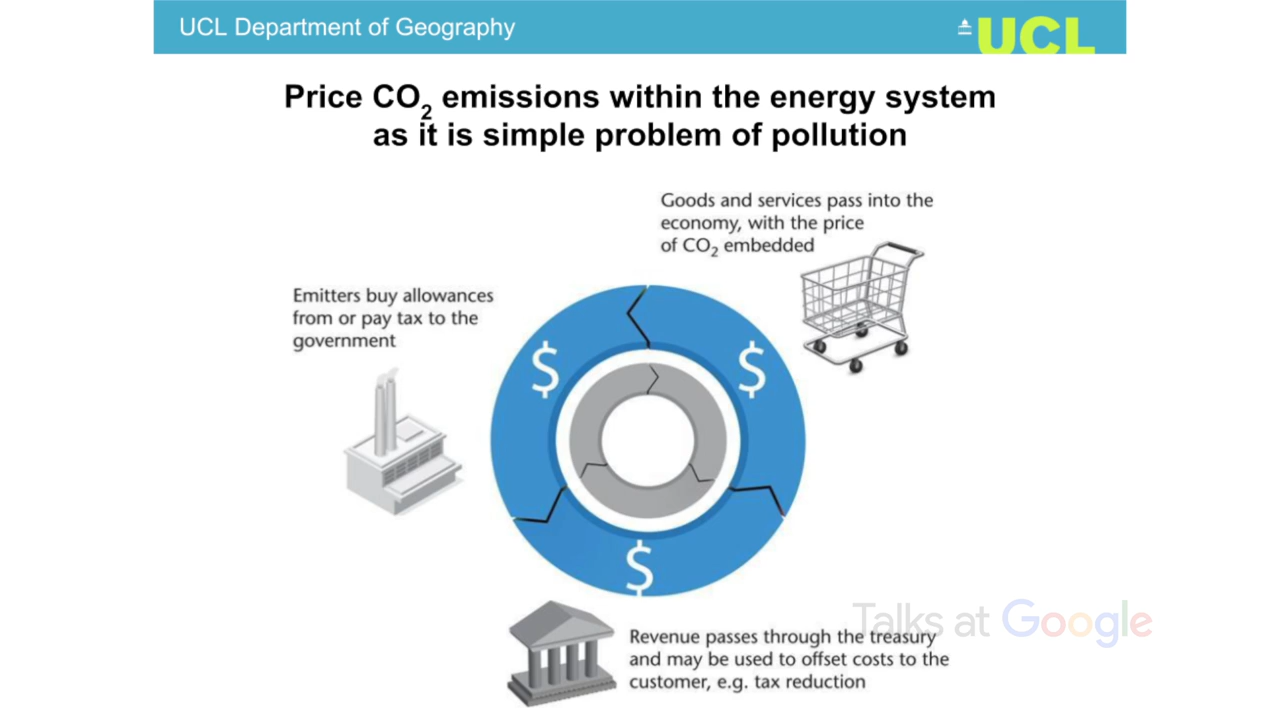 UCL Department of Geography
UCL
Price CO₂ emissions within the energy system
as it is simple problem of pollution
Goods and services pass into the
economy, with the price
of CO₂ embedded
Emitters buy allowances
from or pay tax to the
government
$
$
$
Talks at Google
Revenue passes through the treasury
and may be used to offset costs to the
customer, e.g. tax reduction